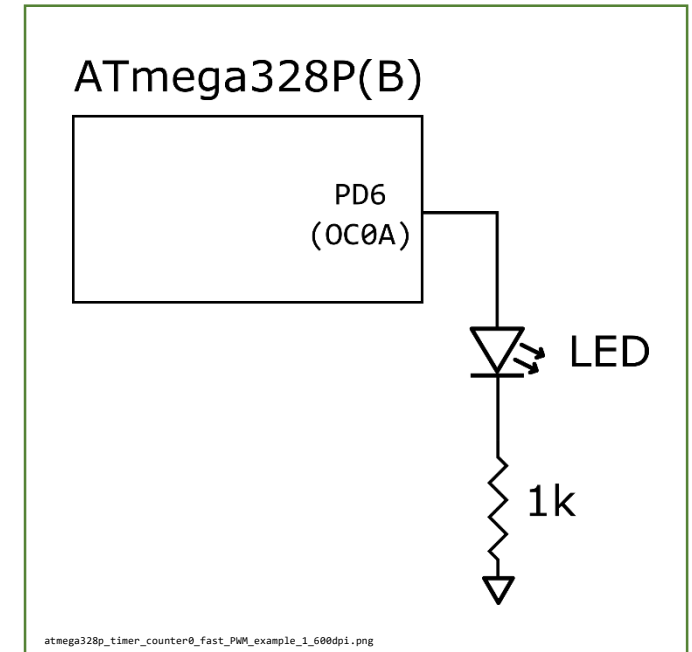 ATmega328P(B)
PD6
(OC0A)
LED
1k
atmega328p_timer_counter0_fast_PWM_example_1_600dpi.png